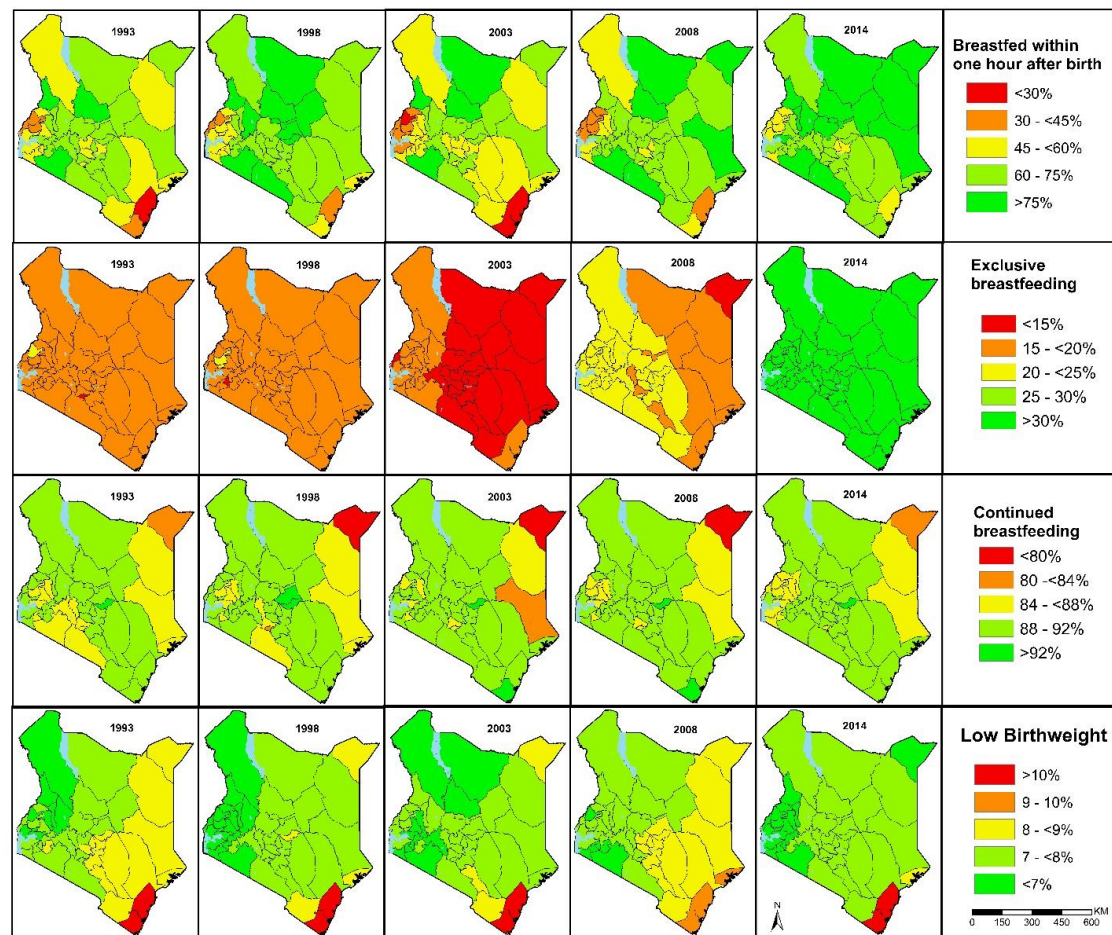 1993
1998
2003
2008
2014
Breastfed within
one hour after birth
<30%
30 - <45%
45 - <60%
60 - 75%
>75%
1993
1998
2003
2008
2014
Exclusive
breastfeeding
<15%
15 - <20%
20 - <25%
25 - 30%
>30%
1993
1998
2003
2008
2014
Continued
breastfeeding
<80%
80 - <84%
84 - <88%
88 - 92%
>92%
1993
1998
2003
2008
2014
Low Birthweight
>10%
9 - 10%
8 - <9%
7 - <8%
<7%
N
KM
0 150 300 450 600